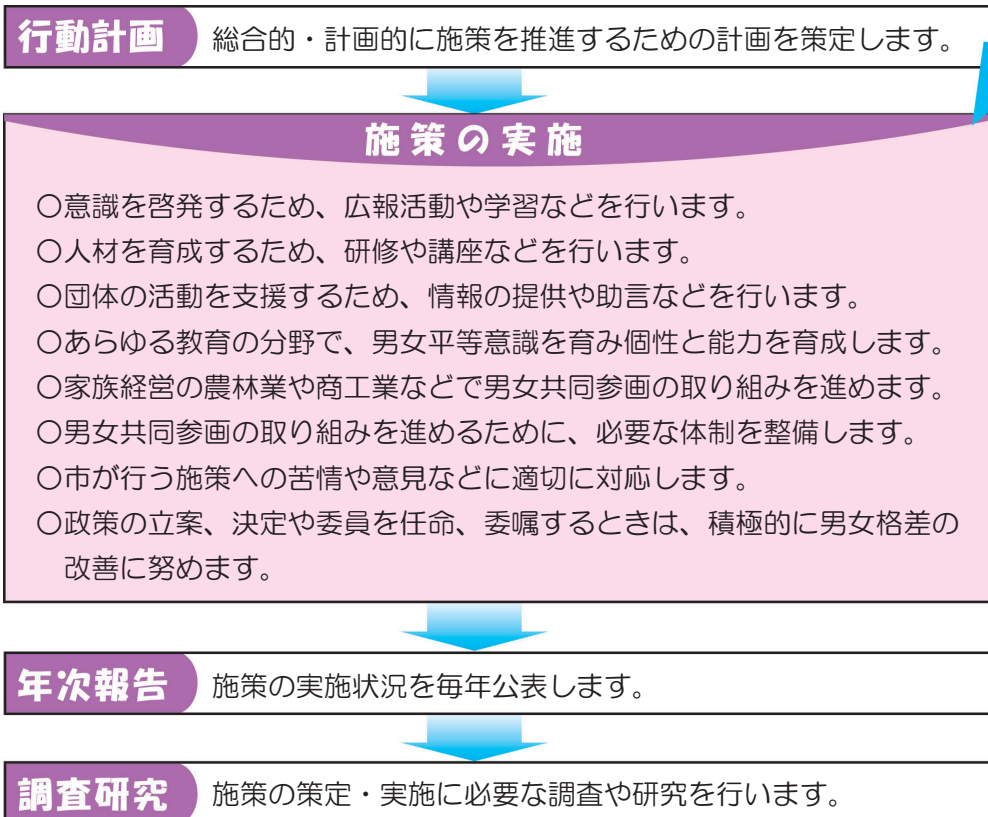 行動計画 総合的・計画的に施策を推進するための計画を策定します。
施策の実施
○意識を啓発するため、広報活動や学習などを行います。
○人材を育成するため、研修や講座などを行います。
○団体の活動を支援するため、情報の提供や助言などを行います。
○あらゆる教育の分野で、男女平等意識を育み個性と能力を育成します。
○家族経営の農林業や商工業などで男女共同参画の取り組みを進めます。
○男女共同参画の取り組みを進めるために、必要な体制を整備します。
○市が行う施策への苦情や意見などに適切に対応します。
○政策の立案、決定や委員を任命、委嘱するときは、積極的に男女格差の
改善に努めます。
年次報告 施策の実施状況を毎年公表します。
調査研究 施策の策定・実施に必要な調査や研究を行います。